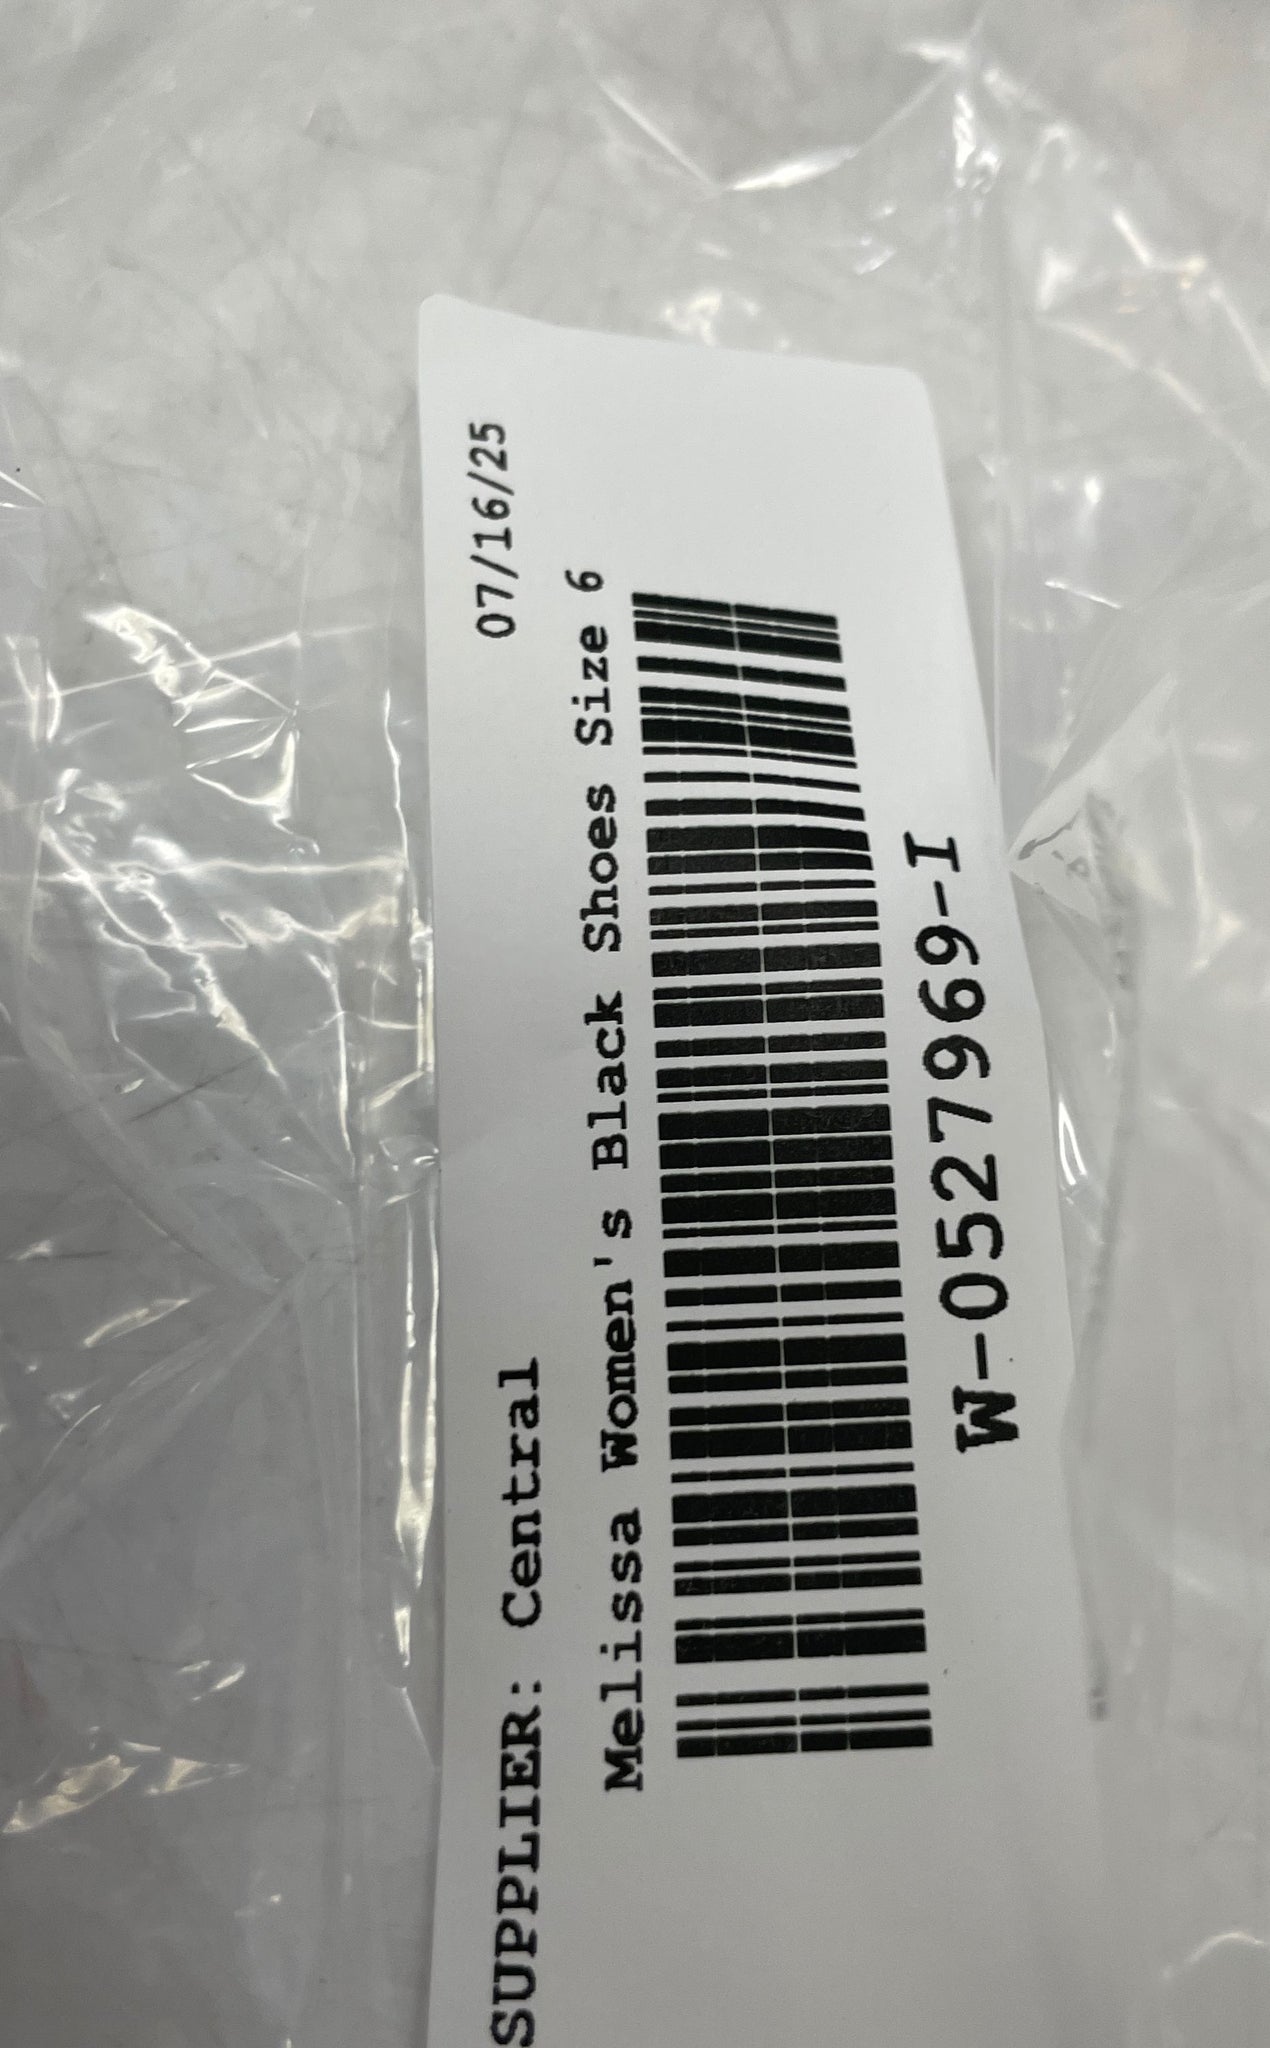 SUPPLIER: Central 07/16/25
Melissa Women's Black Shoes Size 6
W-0527969-I